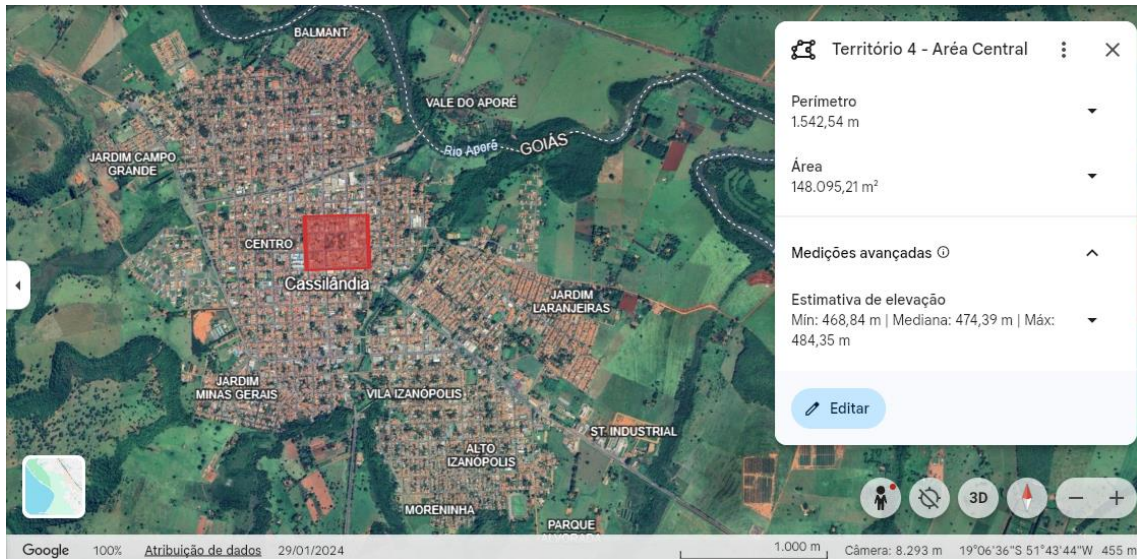 BALMANT
VALE DO APORÉ
Rio Aporé
GOIÁS
JARDIM CAMPO
GRANDE
CENTRO
Cassilândia
JARDIM
LARANJEIRAS
JARDIM
MINAS GERAIS
VILA IZANÓPOLIS
ST. INDUSTRIAL
ALTO
IZANÓPOLIS
MORENINHA
PARQUE
ALVORADA
Território 4 - Aréa Central
Perímetro
1.542,54 m
Área
148.095,21 m²
Medições avançadas
Estimativa de elevação
Mín: 468,84 m | Mediana: 474,39 m | Máx:
484,35 m
Editar
3D
Google 100% Atribuição de dados 29/01/2024 1.000 m Câmera: 8.293 m 19°06'36"S 51°43'44"W 455 m